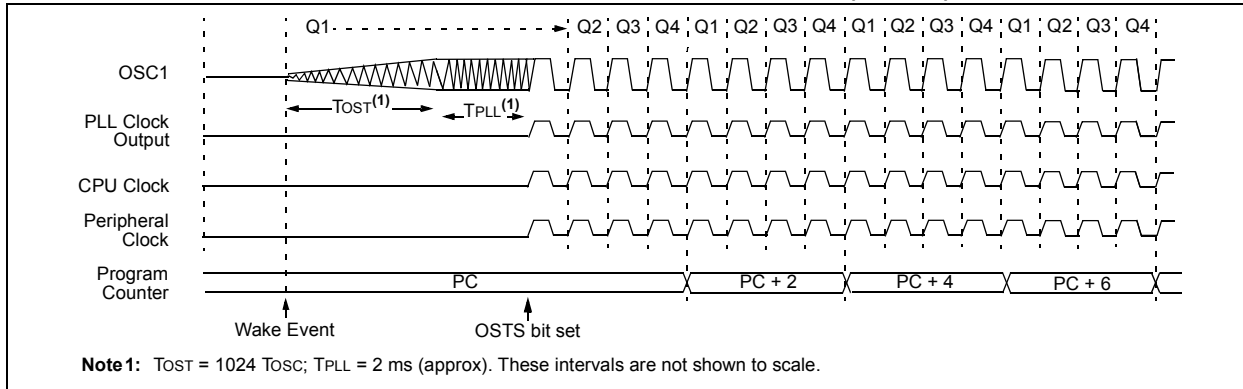 Q1 Q2 Q3 Q4 Q1 Q2 Q3 Q4 Q1 Q2 Q3 Q4 Q1 Q2 Q3 Q4
OSC1
TOST(1) TPLL(1)
PLL Clock
Output
CPU Clock
Peripheral
Clock
Program
Counter
PC PC + 2 PC + 4 PC + 6
Wake Event OSTS bit set
Note 1: TOST = 1024 TOSC; TPLL = 2 ms (approx). These intervals are not shown to scale.